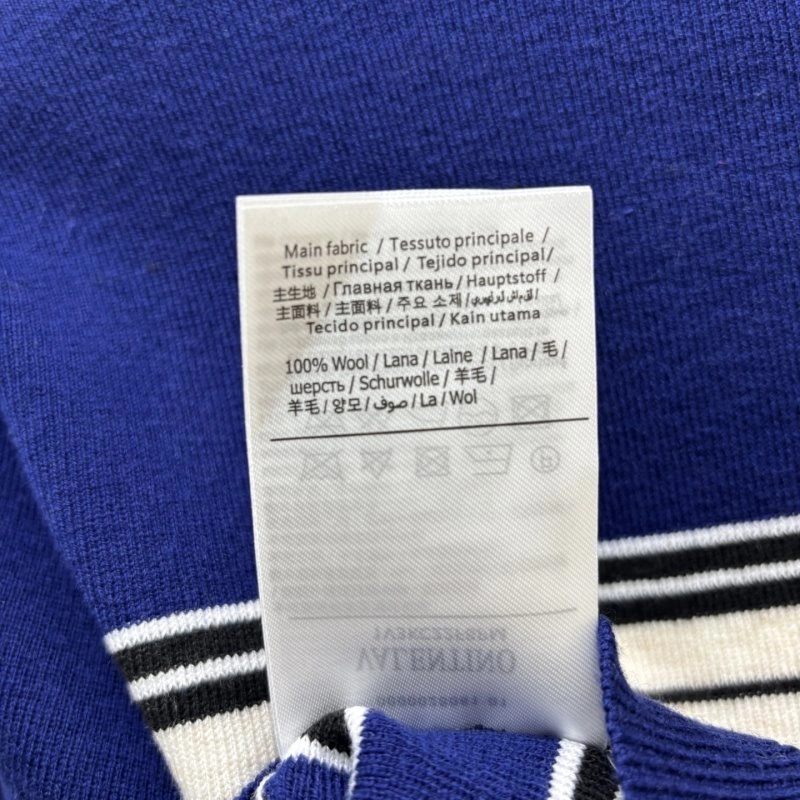 Main fabric / Tessuto principale /
Tissu principal / Tejido principal/
主生地 / Главная ткань / Hauptstoff /
主面料 / 主面料 / 주요 소재 /
Tecido principal / Kain utama
100% Wool / Lana / Laine / Lana / 毛 /
шерсть / Schurwolle / 羊毛 /
羊毛 / 양모 / صوف / La / Wol
1V3KC22F8PM
VALENTINO